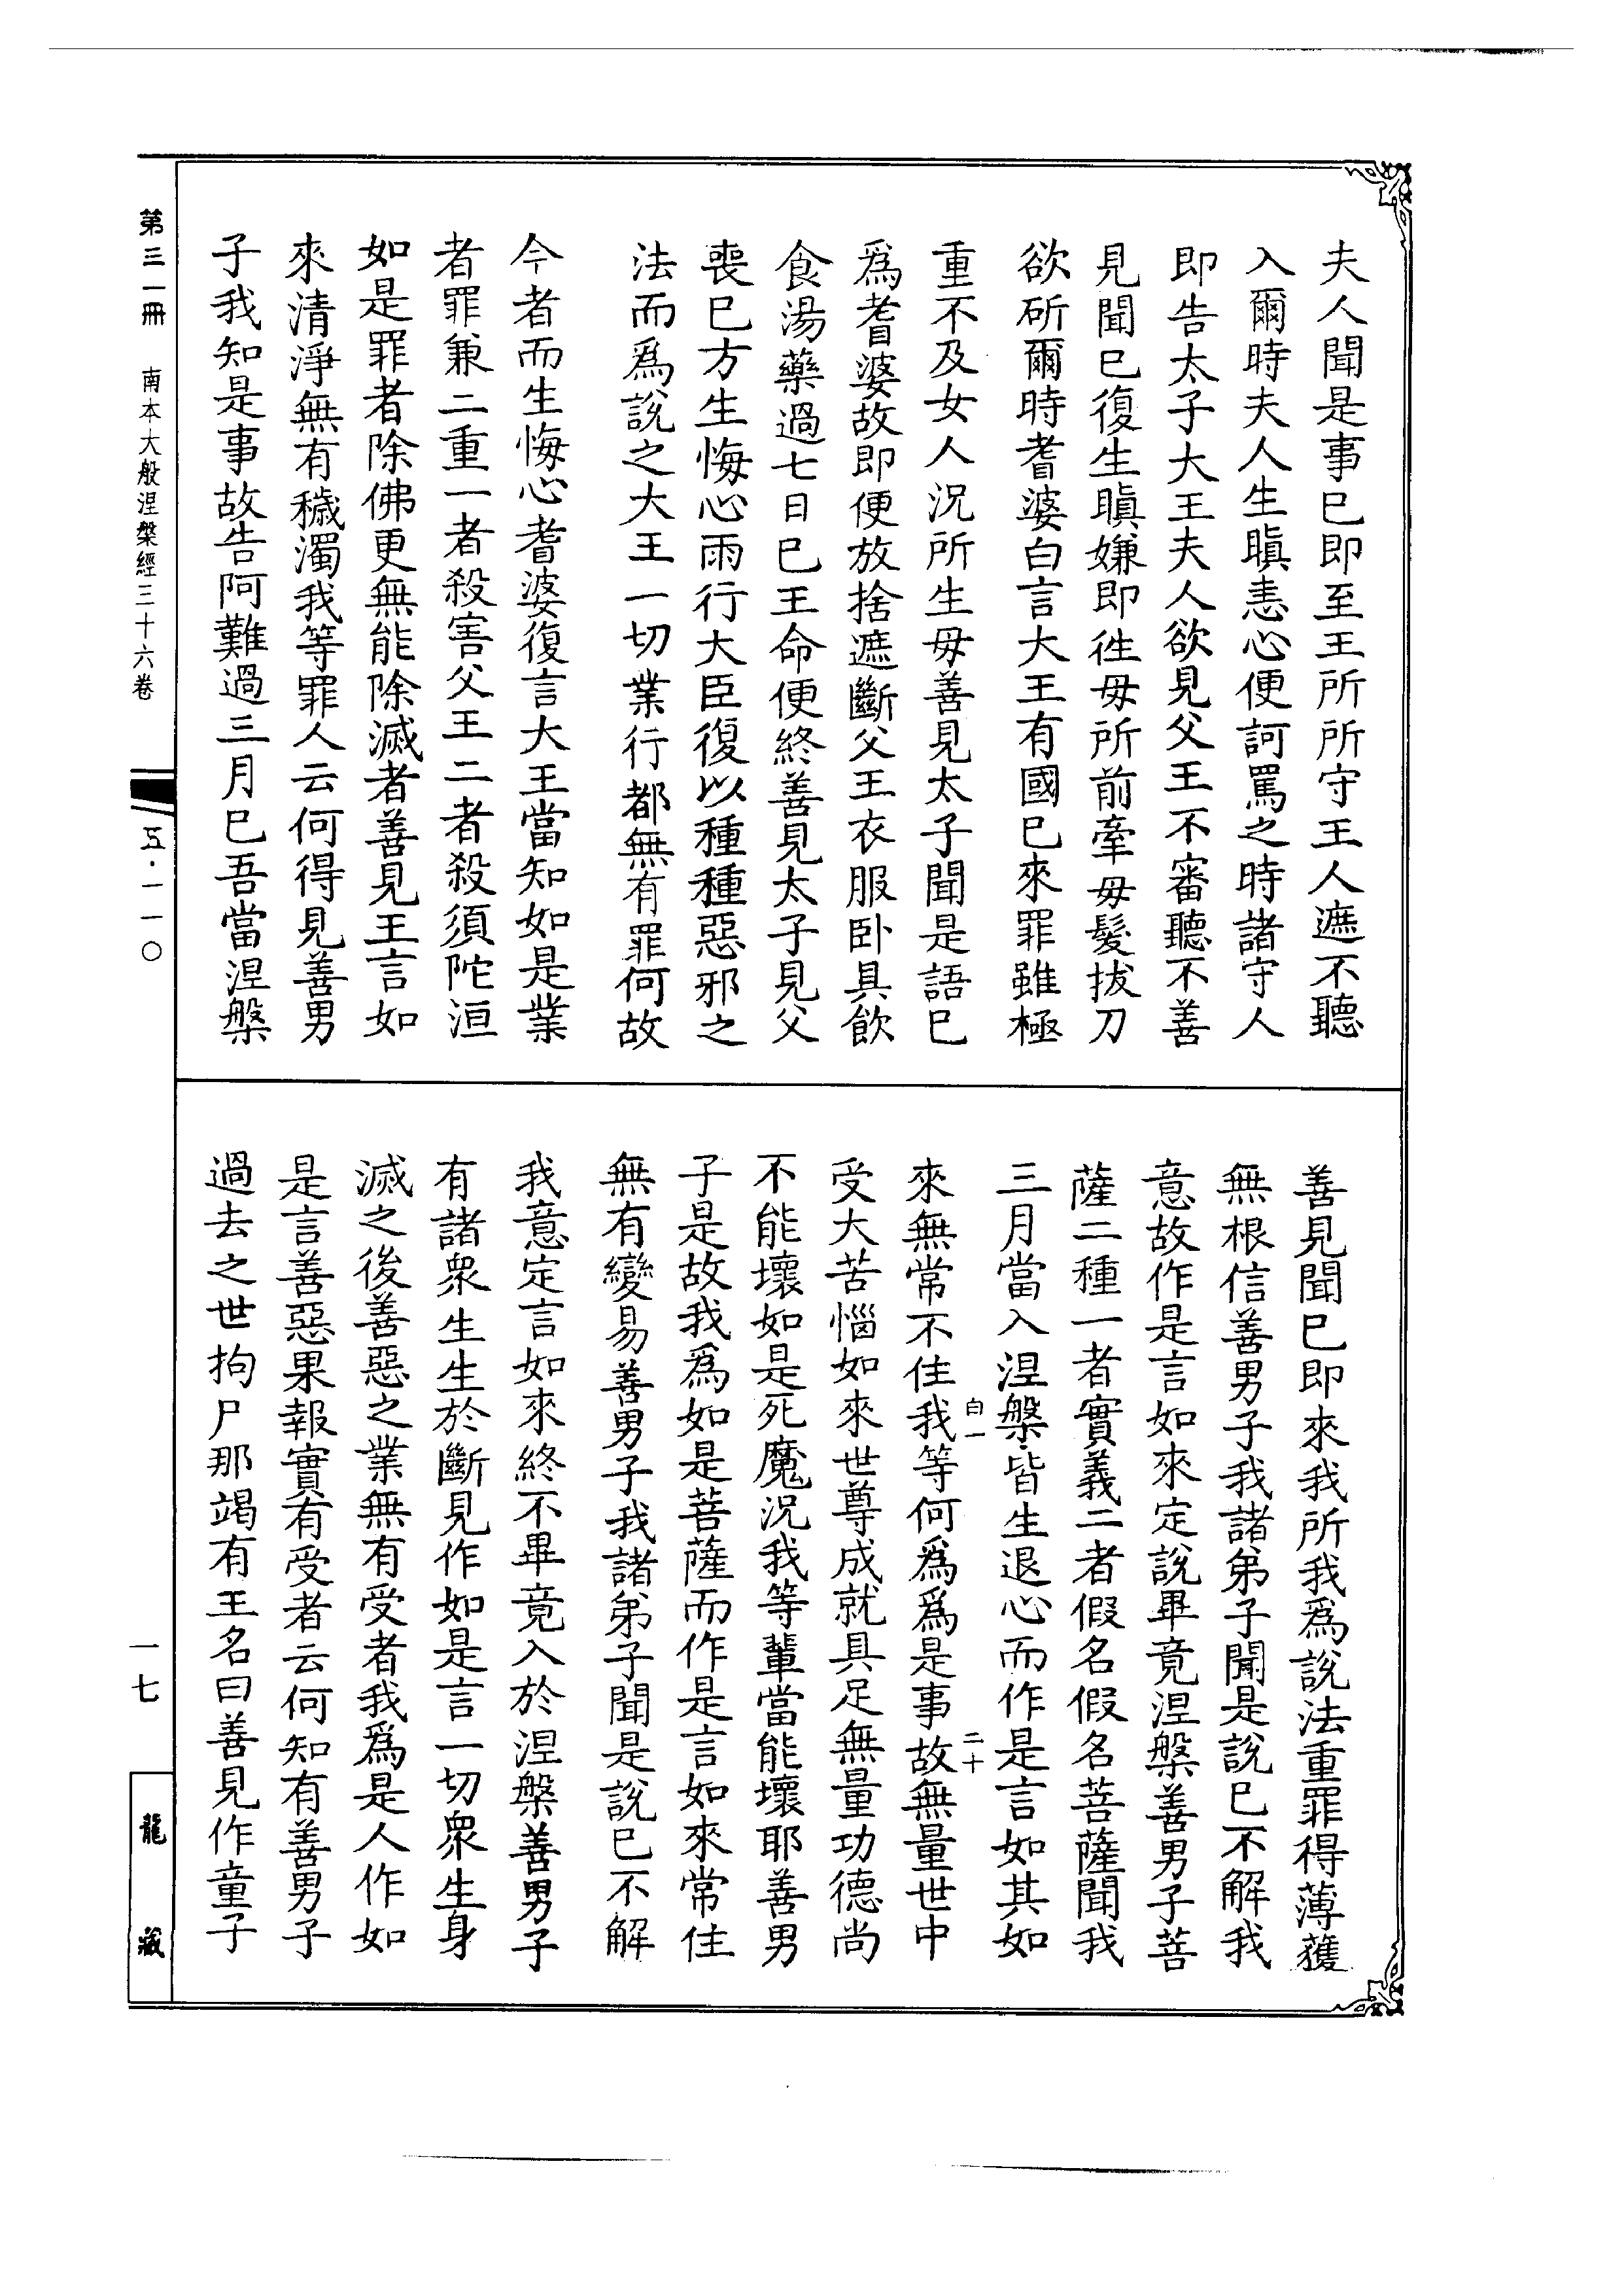 夫人聞是事已即至王所所守王人遮不聽
入爾時夫人生瞋恚心便訶罵之時諸守人
即告太子大王夫人欲見父王不審聽不善
見聞已復生瞋嫌即往母所前牽母髮拔刀
欲斫爾時耆婆白言大王有國已來罪雖極
重不及女人況所生母善見太子聞是語已
爲耆婆故即便放捨遮斷父王衣服卧具飲
食湯藥過七日已王命便終善見太子見父
喪已方生悔心雨行大臣復以種種惡邪之
法而爲說之大王一切業行都無有罪何故
今者而生悔心耆婆復言大王當知如是業
者罪兼二重一者殺害父王二者殺須陀洹
如是罪者除佛更無能除滅者善見王言如
來清淨無有穢濁我等罪人云何得見善男
子我知是事故告阿難過三月已吾當涅槃
善見聞已即來我所我爲說法重罪得薄獲
無根信善男子我諸弟子聞是說已不解我
意故作是言如來定說畢竟涅槃善男子菩
薩二種一者實義二者假名假名菩薩聞我
三月當入涅槃皆生退心而作是言如其如
來無常不住我等何爲爲是事故無量世中
受大苦惱如來世尊成就具足無量功德尚
不能壞如是死魔況我等輩當能壞耶善男
子是故我爲如是菩薩而作是言如來常住
無有變易善男子我諸弟子聞是說已不解
我意定言如來終不畢竟入於涅槃善男子
有諸衆生生於斷見作如是言一切衆生身
滅之後善惡之業無有受者我爲是人作如
是言善惡果報實有受者云何知有善男子
過去之世拘尸那竭有王名曰善見作童子
白一
二十
第三一冊 南本大般涅槃經三十六卷
五·一一〇
一七
龍藏